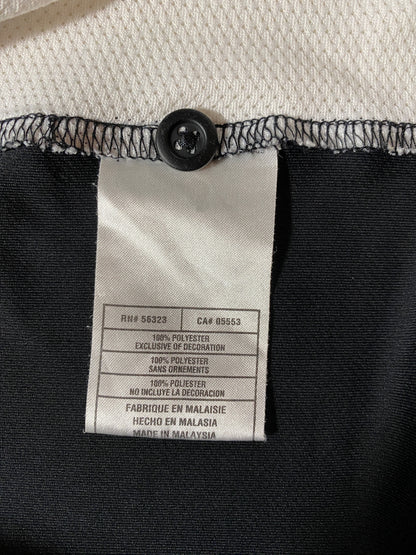 RN# 56323 CA# 05553
100% POLYESTER
EXCLUSIVE OF DECORATION
100% POLYESTER
SANS ORNEMENTS
100% POLIESTER
NO INCLUYE LA DECORACIÓN
FABRIQUE EN MALAISIE
HECHO EN MALASIA
MADE IN MALAYSIA